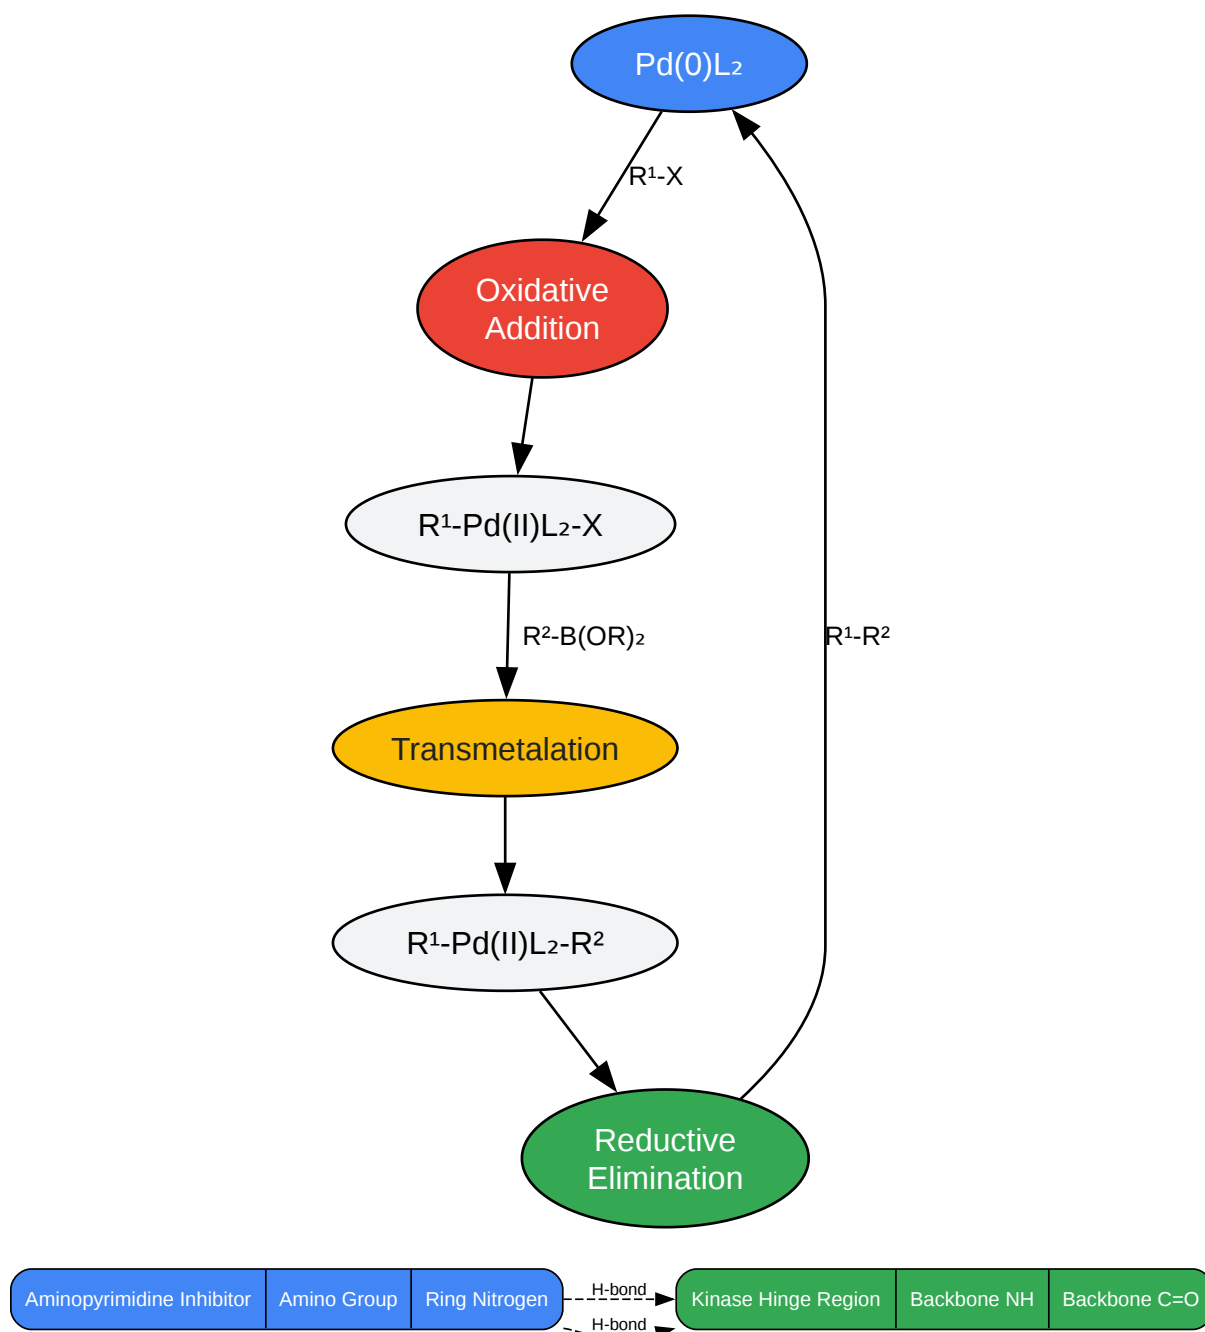 Pd(0)L₂
R¹-X
Oxidative
Addition
R¹-Pd(II)L₂-X
R²-B(OR)₂
R¹-R²
Transmetalation
R¹-Pd(II)L₂-R²
Reductive
Elimination
Aminopyrimidine Inhibitor Amino Group Ring Nitrogen H-bond Kinase Hinge Region Backbone NH Backbone C=O
H-bond